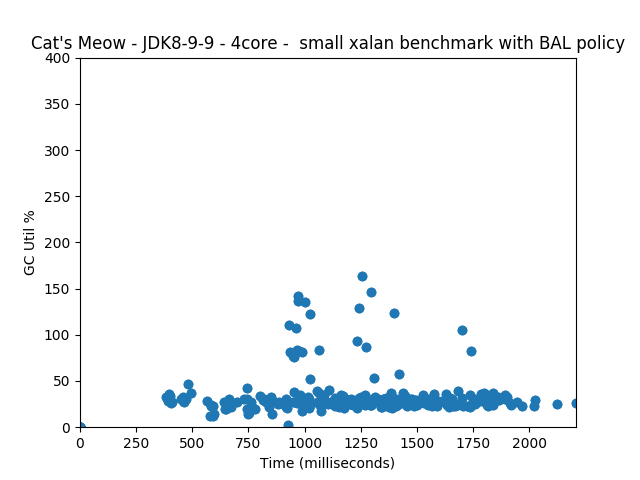 Cat's Meow - JDK8-9-9 - 4core -  small xalan benchmark with BAL policy
400
350
300
250
200
150
100
50
0
GC Util %
0 250 500 750 1000 1250 1500 1750 2000
Time (milliseconds)